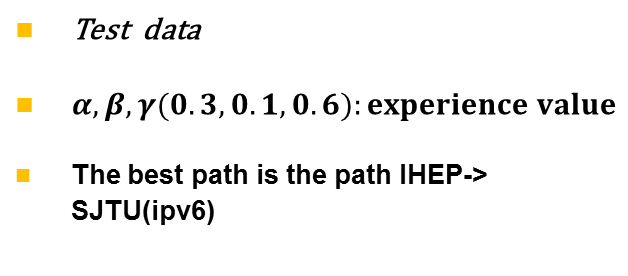 Test data
α, β, γ(0.3, 0.1, 0.6): experience value
The best path is the path IHEP->
SJTU(ipv6)